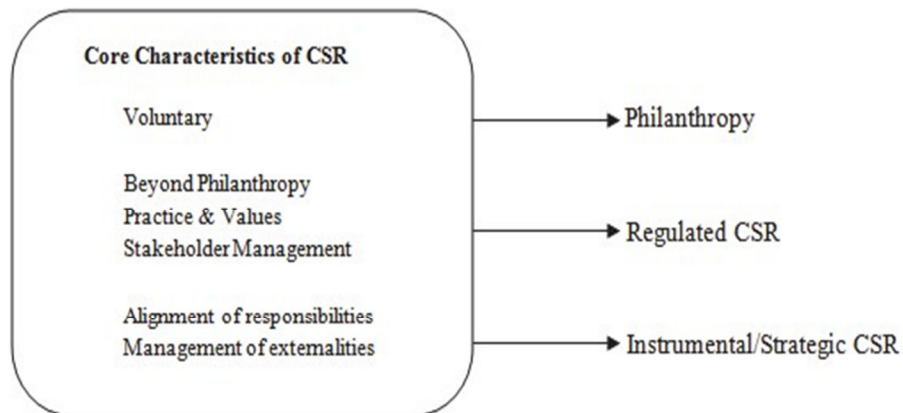 Core Characteristics of CSR
Voluntary
Philanthropy
Beyond Philanthropy
Practice & Values
Stakeholder Management
Regulated CSR
Alignment of responsibilities
Management of externalities
Instrumental/Strategic CSR